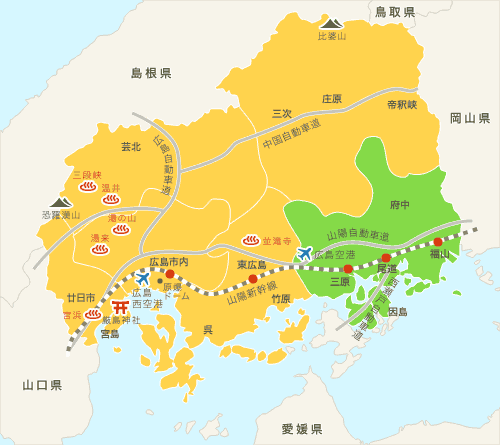 鳥取県
比婆山
島根県
庄原
帝釈峡
三次
岡山県
中国自動車道
広島自動車道
芸北
三段峡
温井
恐羅漢山
湯の山
湯来
府中
山陽自動車道
並滝寺
広島空港
福山
尾道
広島市内
東広島
三原
原爆
ドーム
広島
西空港
山陽新幹線
竹原
西瀬戸自動車道
因島
廿日市
宮浜
厳島神社
宮島
呉
山口県
愛媛県